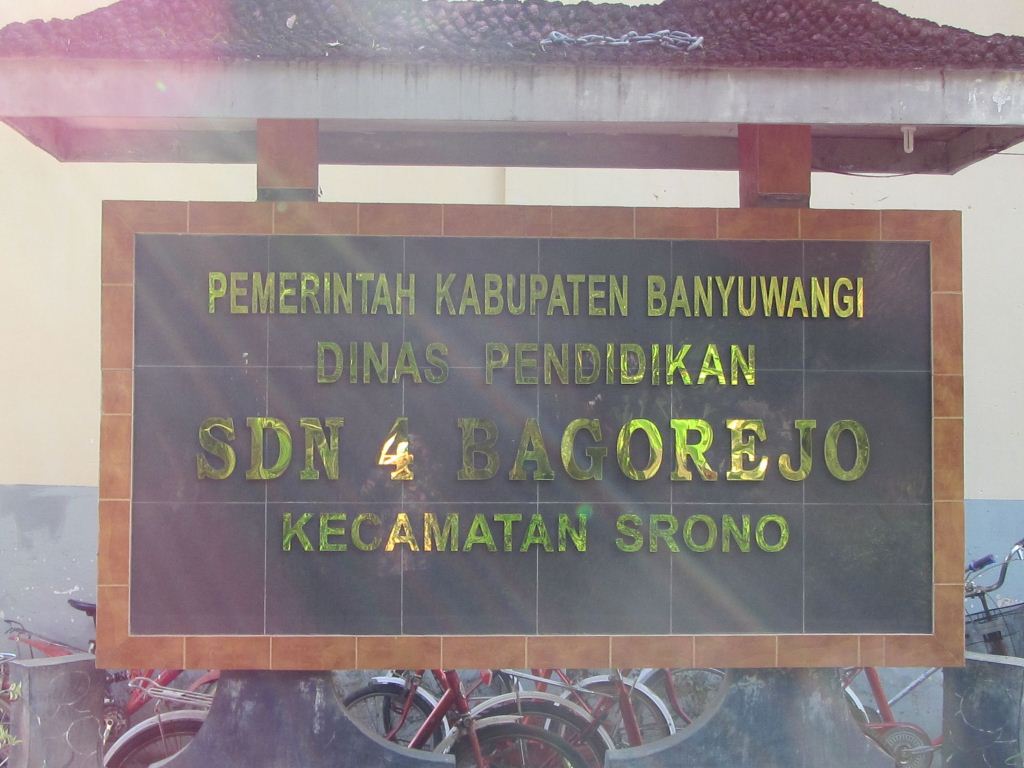 PEMERINTAH KABUPATEN BANYUWANGI
DINAS PENDIDIKAN
SDN 4 BAGOREJO
KECAMATAN SRONO